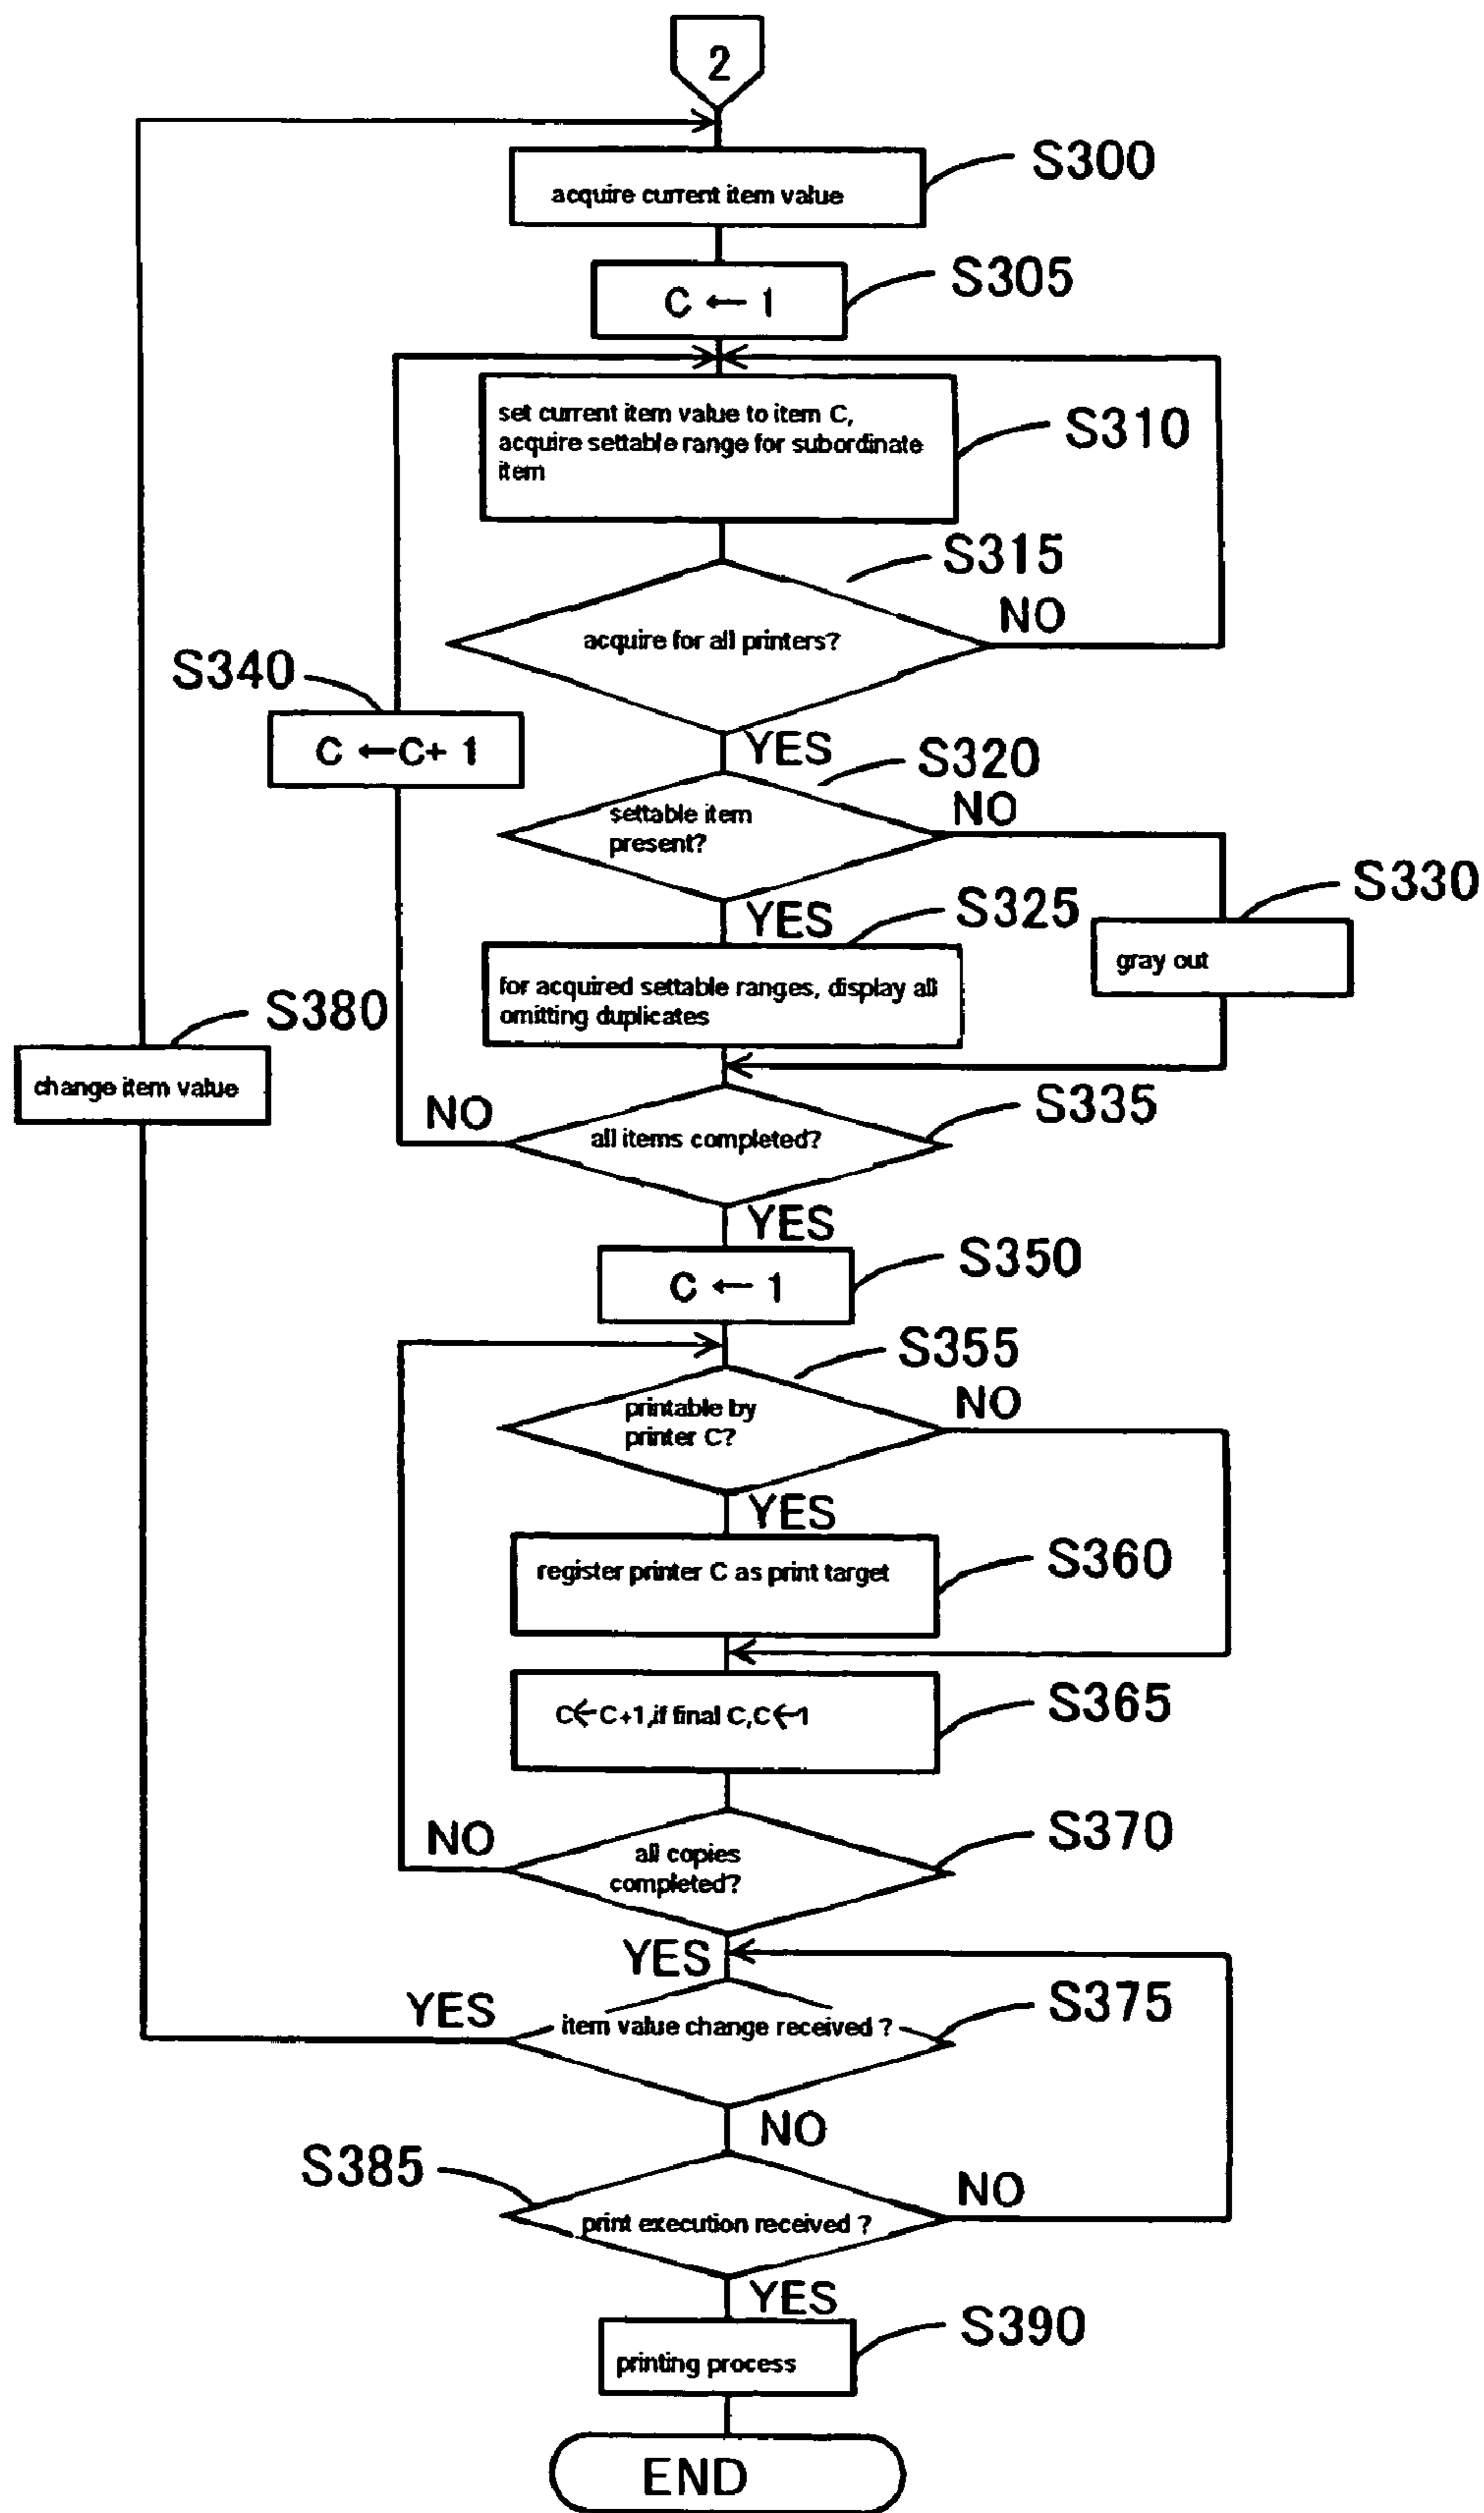 2
S300
acquire current item value
S305
C ← 1
set current item value to item C,
acquire settable range for subordinate
item
S310
S315
NO
acquire for all printers?
S340
C ←C+ 1
YES
S320
NO
settable item
present?
S330
YES
S325
gray out
for acquired settable ranges, display all
omitting duplicates
S380
change item value
NO
S335
all items completed?
YES
S350
C ← 1
S355
NO
printable by
printer C?
YES
S360
register printer C as print target
S365
C←C+1,if final C,C←1
NO
S370
all copies
completed?
YES
YES
S375
item value change received ?
NO
S385
NO
print execution received ?
YES
S390
printing process
END